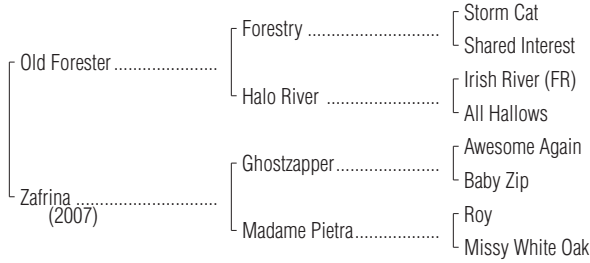 Storm Cat
Forestry
Shared Interest
Old Forester
Irish River (FR)
Halo River
All Hallows
Awesome Again
Ghostzapper
Baby Zip
Zafrina
(2007)
Roy
Madame Pietra
Missy White Oak